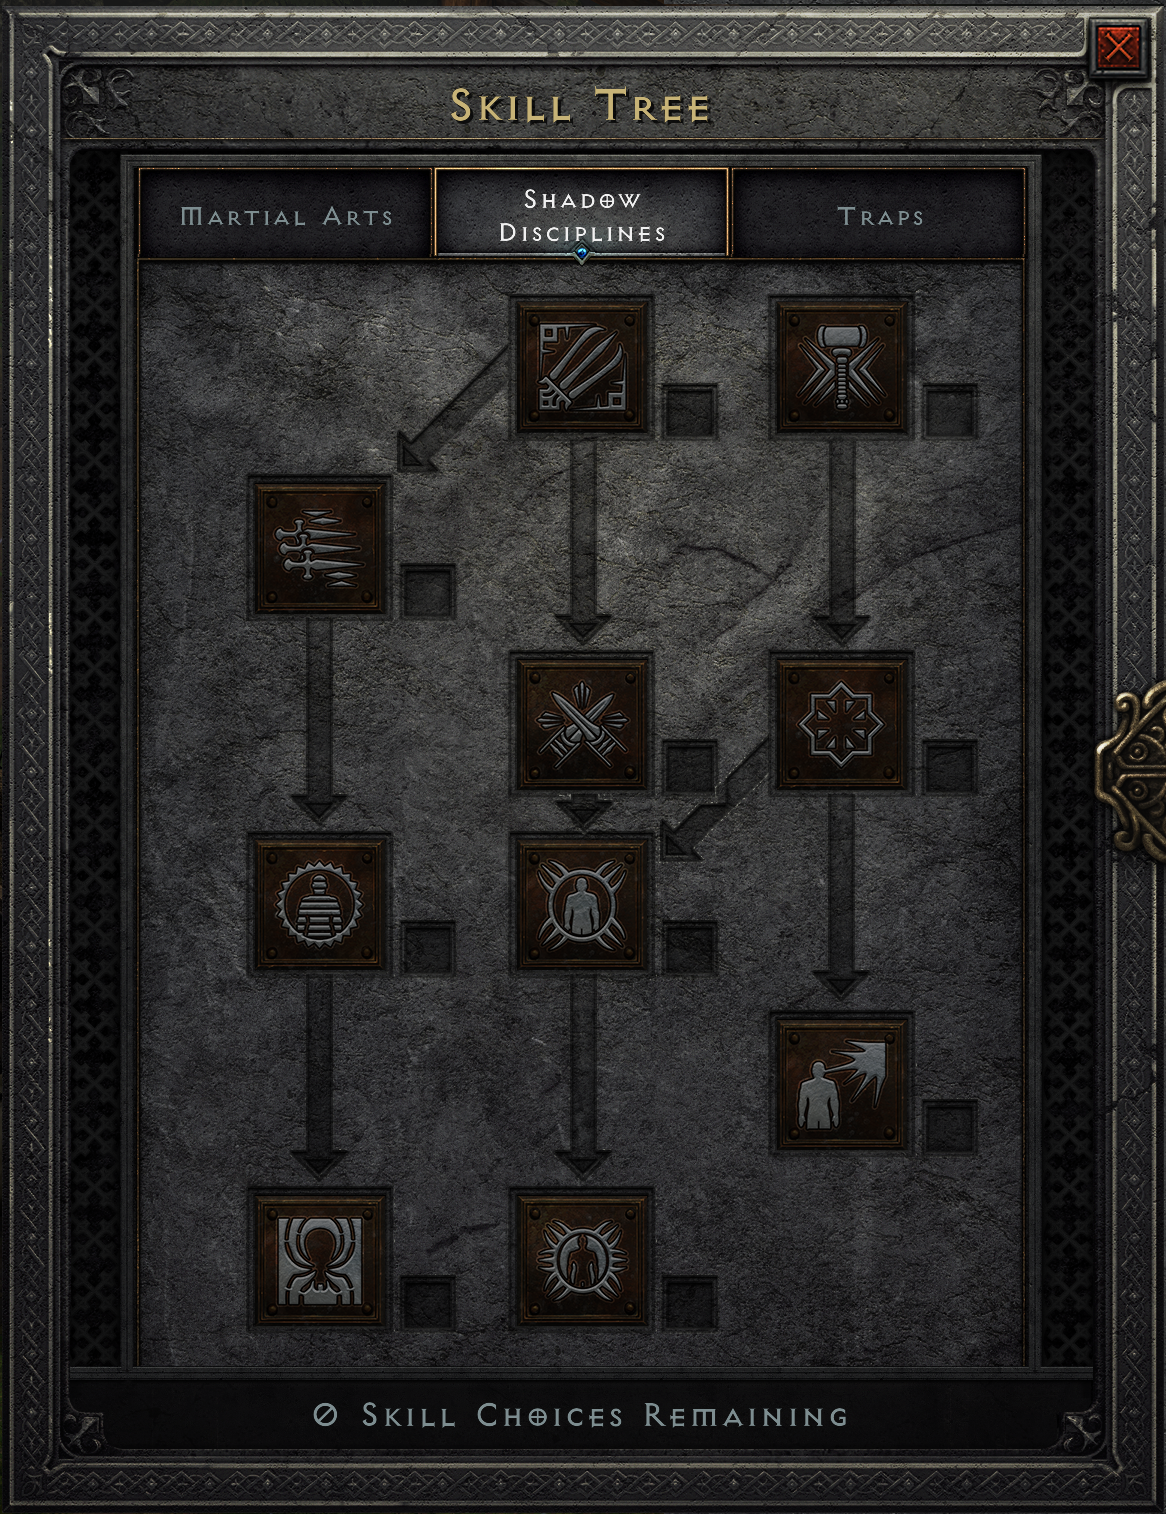 Skill Tree
Martial Arts
Shadow
Disciplines
Traps
0 Skill Choices Remaining